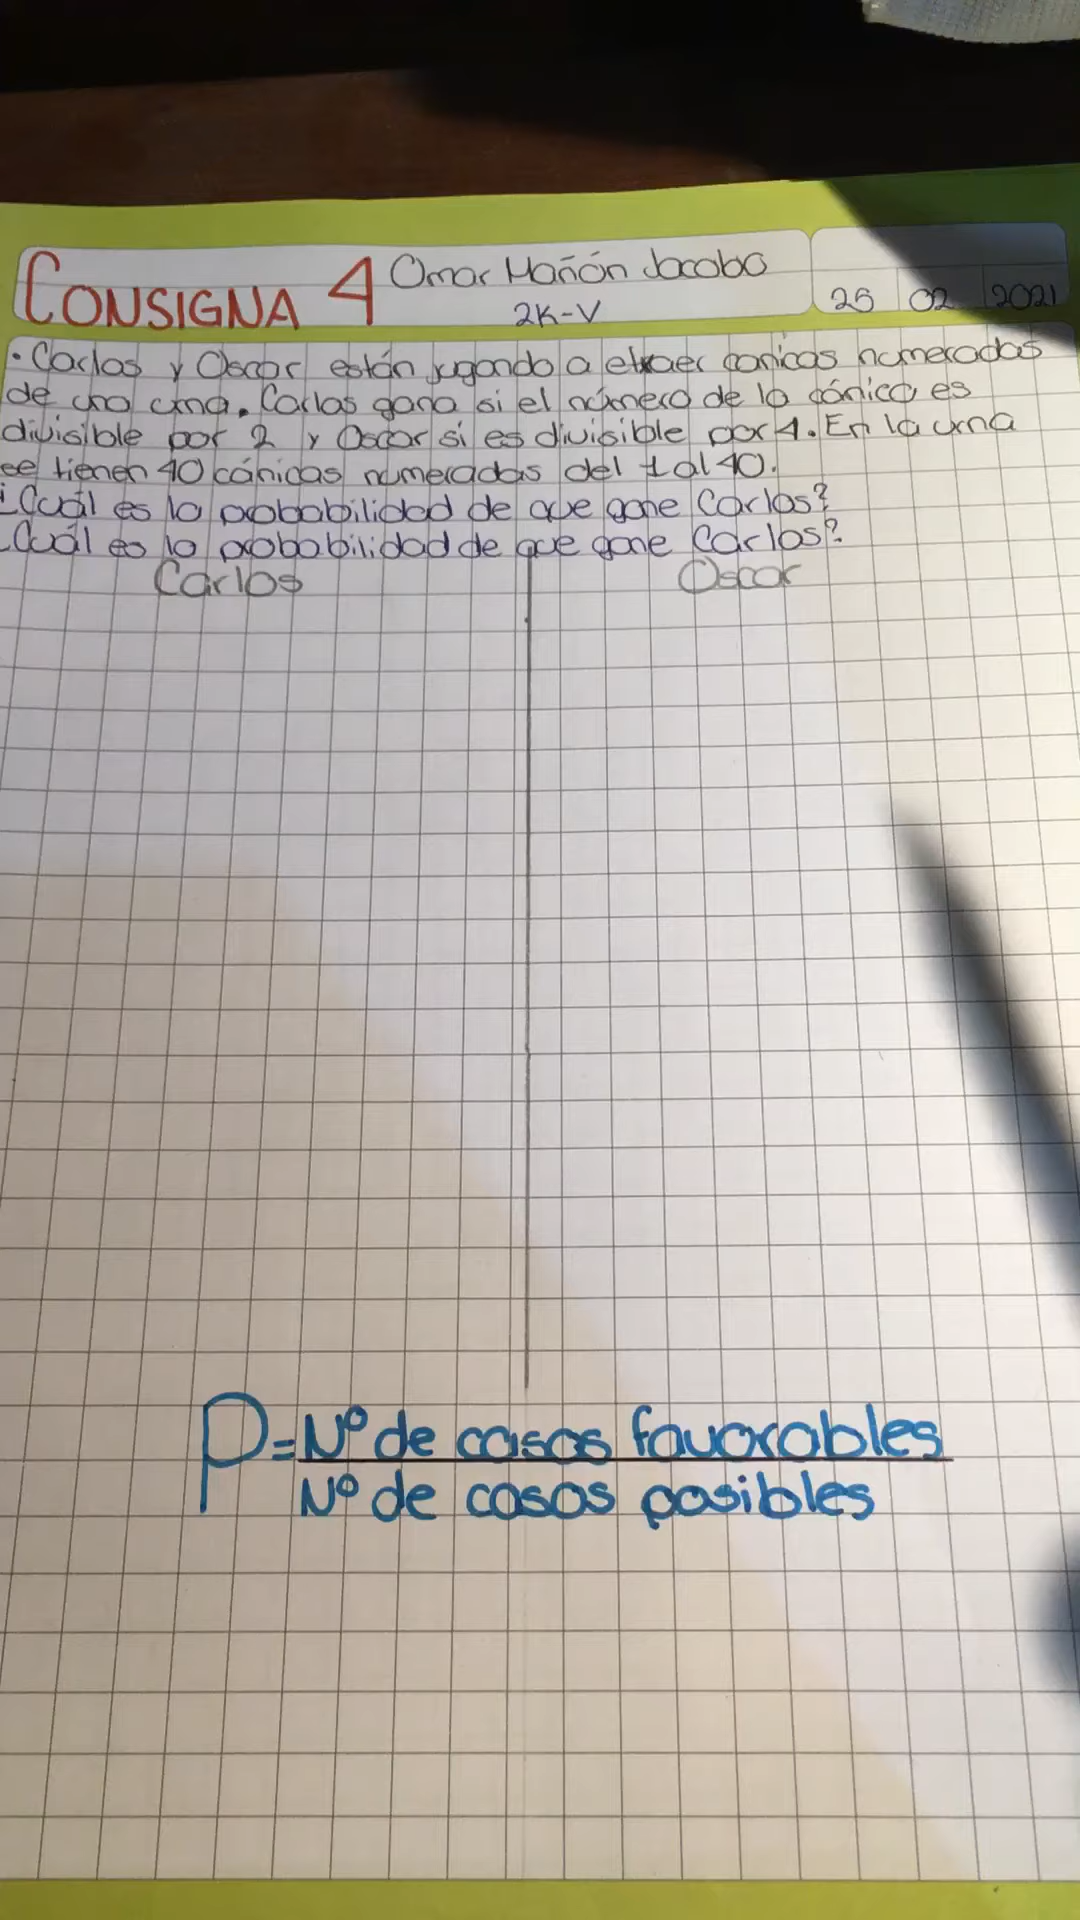 CONSIGNA 4 Omar Mañón Jacobo
2K-V
25 02 2021
• Carlos y Oscar están jugando a extraer canicas numeradas
de una urna. Carlos gana si el número de la cánica es
divisible por 2 y Oscar si es divisible por 4. En la urna
se tienen 40 cánicas numeradas del 1 al 40.
¿Cuál es la probabilidad de que gane Carlos?
¿Cuál es la probabilidad de que gane Carlos?
Carlos Oscar
P=Nº de casos favorables
Nº de casos posibles